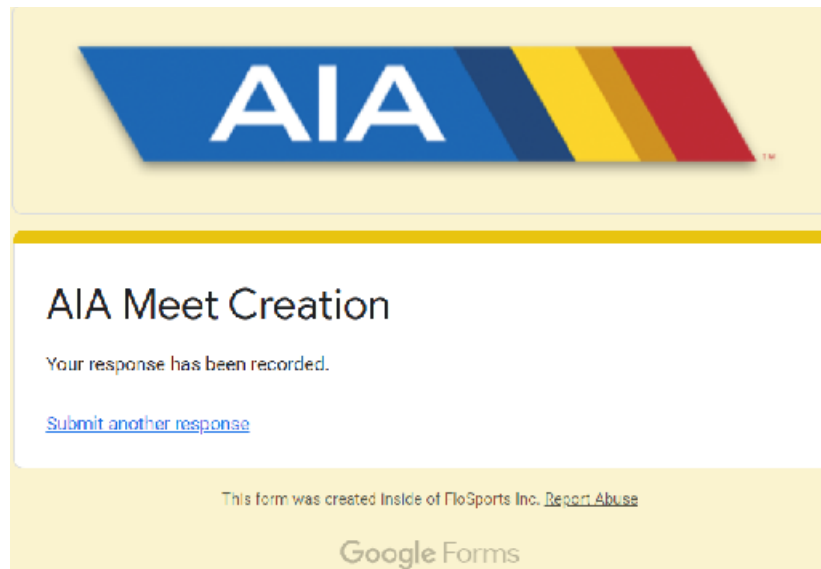 AIA
TM
AIA Meet Creation
Your response has been recorded.
Submit another response
This form was created inside of FloSports Inc. Report Abuse
Google Forms